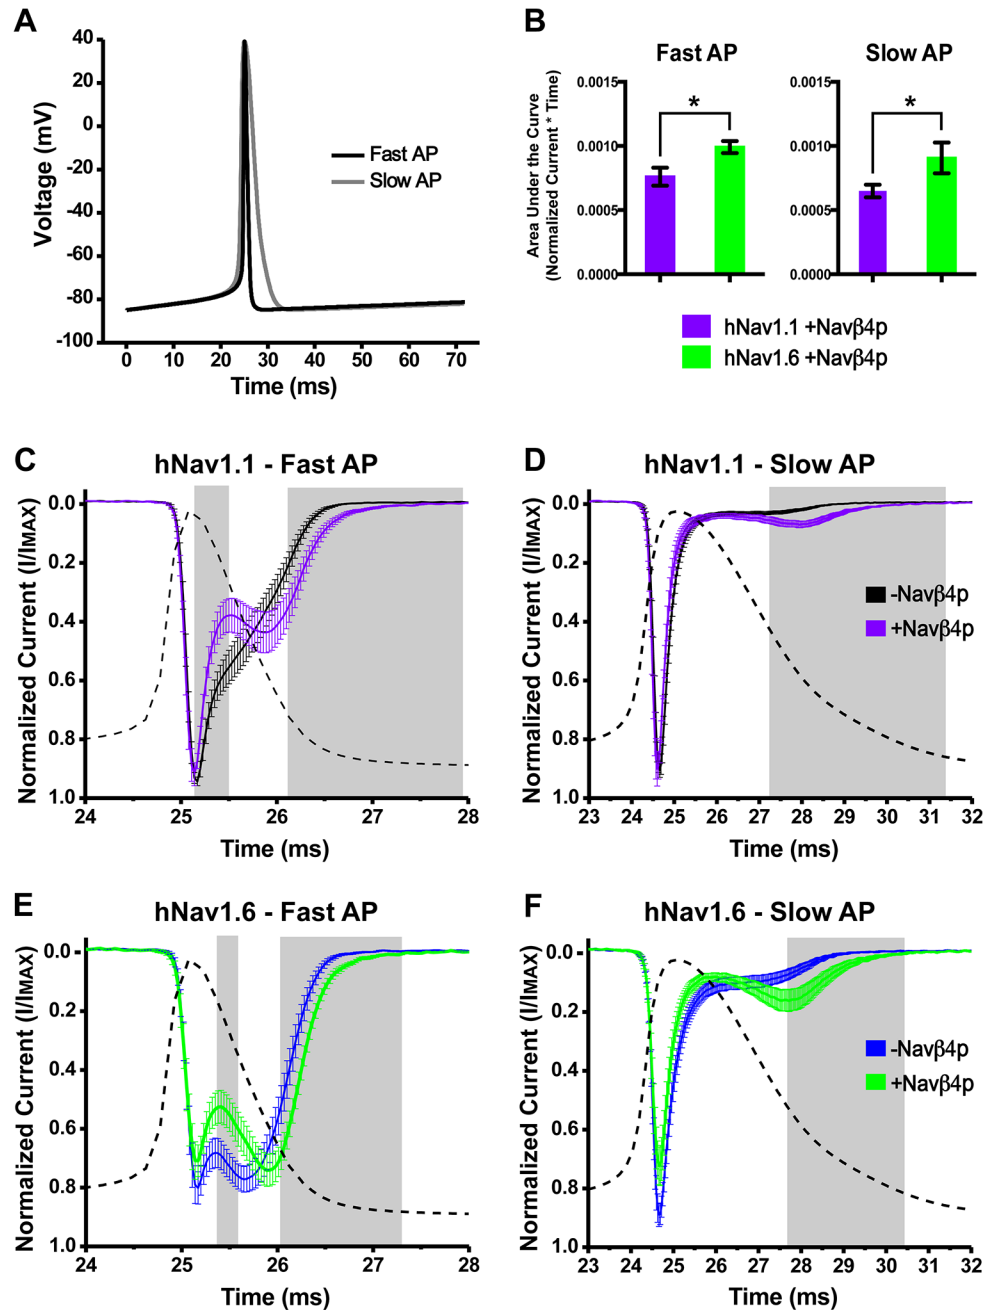 A
Voltage (mV)
40
20
0
-20
-40
-60
-80
-100
0 10 20 30 40 50 60 70
Time (ms)
Fast AP
Slow AP
B
Fast AP
Slow AP
Area Under the Curve
(Normalized Current * Time)
0.0015
0.0010
0.0005
0.0000
*
0.0015
0.0010
0.0005
0.0000
*
hNav1.1 +Navβ4p
hNav1.6 +Navβ4p
C
hNav1.1 - Fast AP
Normalized Current (I/IMAX)
0.0
0.2
0.4
0.6
0.8
1.0
24 25 26 27 28
Time (ms)
D
hNav1.1 - Slow AP
Normalized Current (I/IMAX)
0.0
0.2
0.4
0.6
0.8
1.0
23 24 25 26 27 28 29 30 31 32
Time (ms)
-Navβ4p
+Navβ4p
E
hNav1.6 - Fast AP
Normalized Current (I/IMAX)
0.0
0.2
0.4
0.6
0.8
1.0
24 25 26 27 28
Time (ms)
F
hNav1.6 - Slow AP
Normalized Current (I/IMAX)
0.0
0.2
0.4
0.6
0.8
1.0
23 24 25 26 27 28 29 30 31 32
Time (ms)
-Navβ4p
+Navβ4p